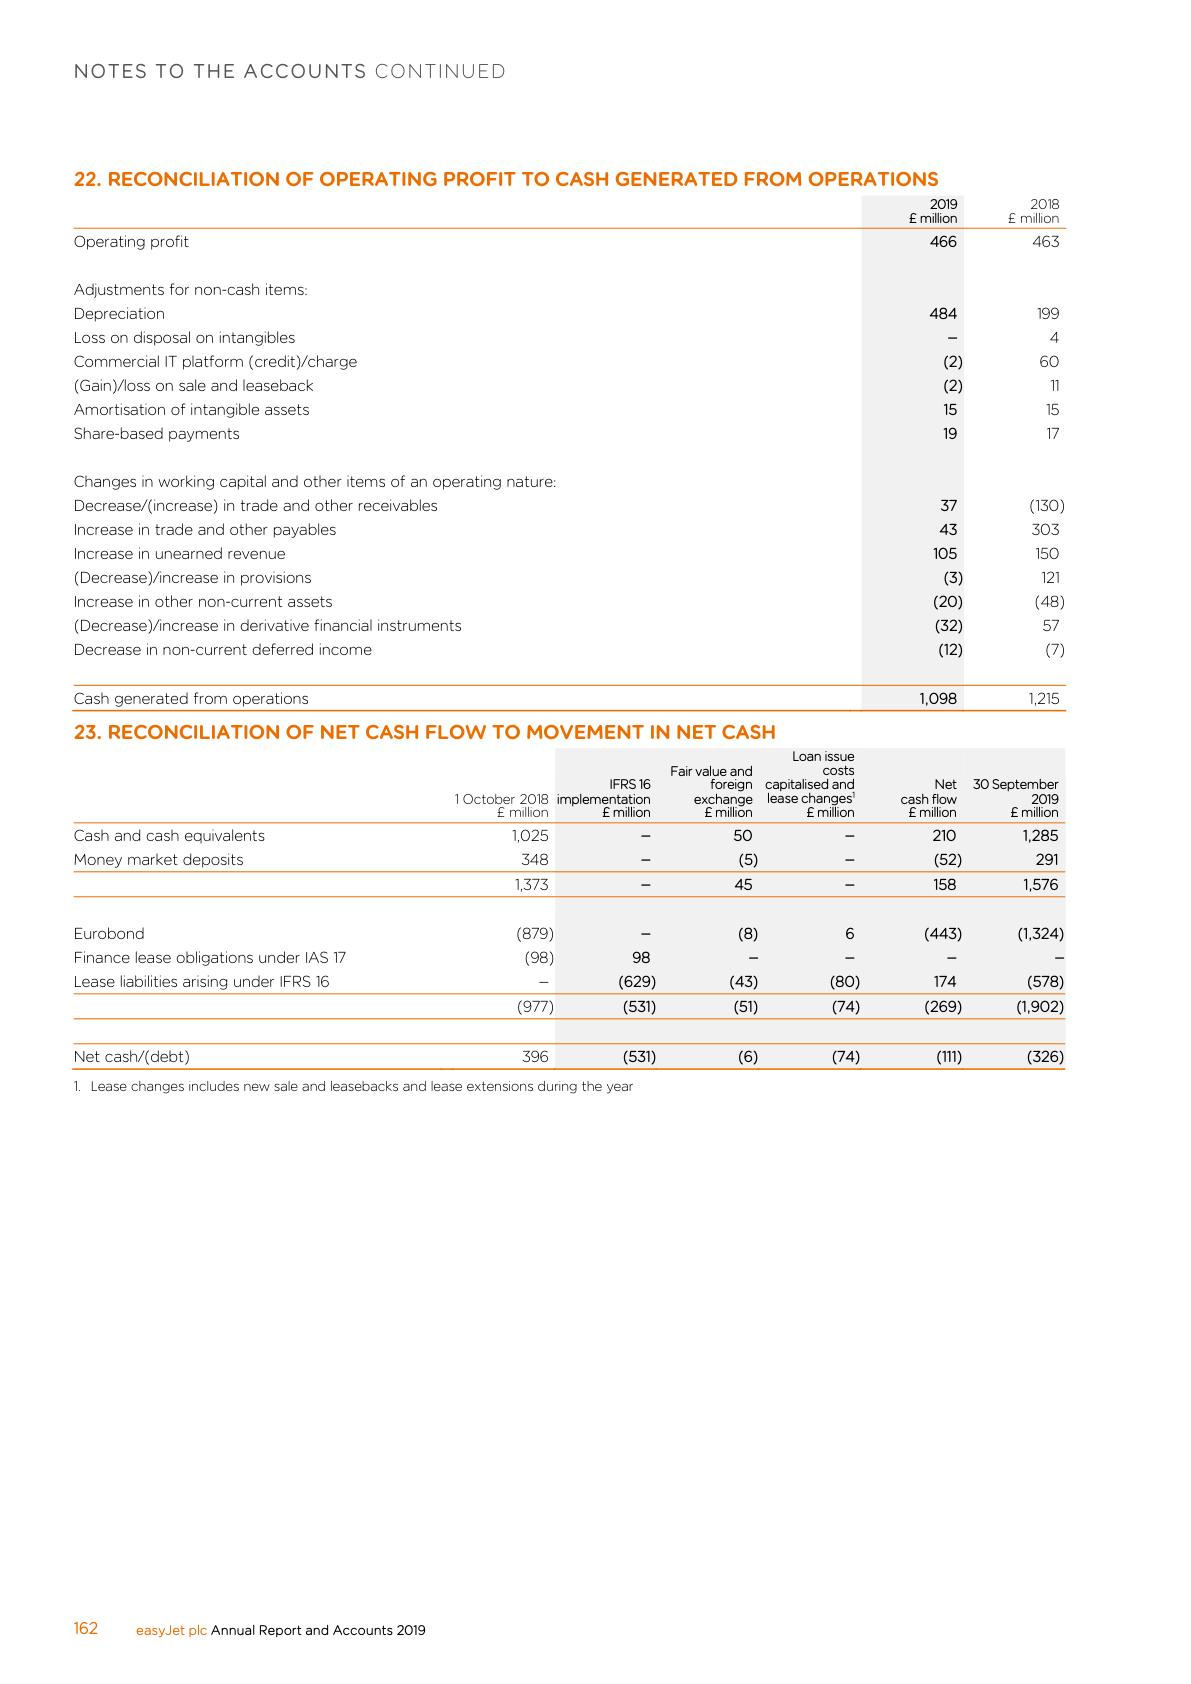 NOTES TO THE ACCOUNTS CONTINUED
22. RECONCILIATION OF OPERATING PROFIT TO CASH GENERATED FROM OPERATIONS
2019 2018
£ million £ million
Operating profit 466 463
Adjustments for non-cash items:
Depreciation 484 199
Loss on disposal on intangibles – 4
Commercial IT platform (credit)/charge (2) 60
(Gain)/loss on sale and leaseback (2) 11
Amortisation of intangible assets 15 15
Share-based payments 19 17
Changes in working capital and other items of an operating nature:
Decrease/(increase) in trade and other receivables 37 (130)
Increase in trade and other payables 43 303
Increase in unearned revenue 105 150
(Decrease)/increase in provisions (3) 121
Increase in other non-current assets (20) (48)
(Decrease)/increase in derivative financial instruments (32) 57
Decrease in non-current deferred income (12) (7)
Cash generated from operations 1,098 1,215
23. RECONCILIATION OF NET CASH FLOW TO MOVEMENT IN NET CASH
Loan issue
Fair value and costs
IFRS 16 foreign capitalised and Net 30 September
1 October 2018 implementation exchange lease changes¹ cash flow 2019
£ million £ million £ million £ million £ million £ million
Cash and cash equivalents 1,025 – 50 – 210 1,285
Money market deposits 348 – (5) – (52) 291
1,373 – 45 – 158 1,576
Eurobond (879) – (8) 6 (443) (1,324)
Finance lease obligations under IAS 17 (98) 98 – – – –
Lease liabilities arising under IFRS 16 – (629) (43) (80) 174 (578)
(977) (531) (51) (74) (269) (1,902)
Net cash/(debt) 396 (531) (6) (74) (111) (326)
1. Lease changes includes new sale and leasebacks and lease extensions during the year
162 easyJet plc Annual Report and Accounts 2019